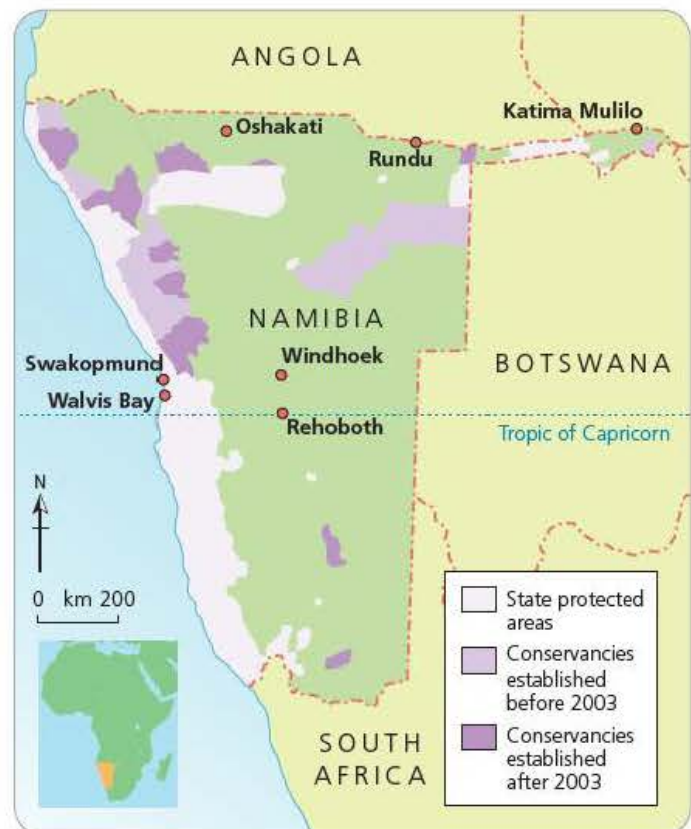 ANGOLA
Katima Mulilo
Oshakati
Rundu
NAMIBIA
Windhoek
BOTSWANA
Swakopmund
Walvis Bay
Rehoboth
Tropic of Capricorn
N
0 km 200
State protected
areas
Conservancies
established
before 2003
Conservancies
established
after 2003
SOUTH
AFRICA